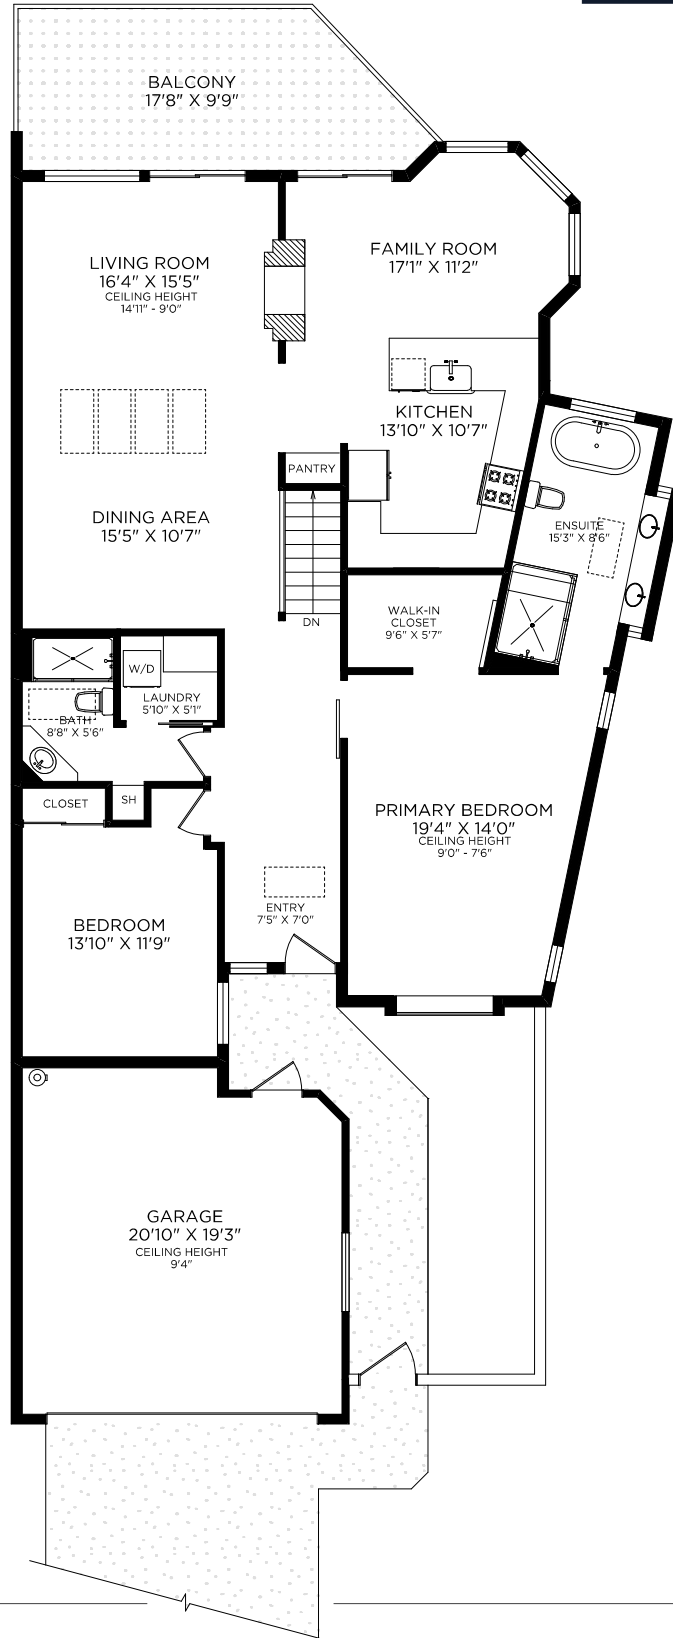 BALCONY
17'8" X 9'9"
LIVING ROOM
16'4" X 15'5"
CEILING HEIGHT
14'11" - 9'0"
FAMILY ROOM
17'1" X 11'2"
KITCHEN
13'10" X 10'7"
PANTRY
DINING AREA
15'5" X 10'7"
ENSUITE
15'3" X 8'6"
DN
WALK-IN
CLOSET
9'6" X 5'7"
W/D
LAUNDRY
5'10" X 5'1"
BATH
8'8" X 5'6"
CLOSET
SH
PRIMARY BEDROOM
19'4" X 14'0"
CEILING HEIGHT
9'0" - 7'6"
ENTRY
7'5" X 7'0"
BEDROOM
13'10" X 11'9"
GARAGE
20'10" X 19'3"
CEILING HEIGHT
9'4"